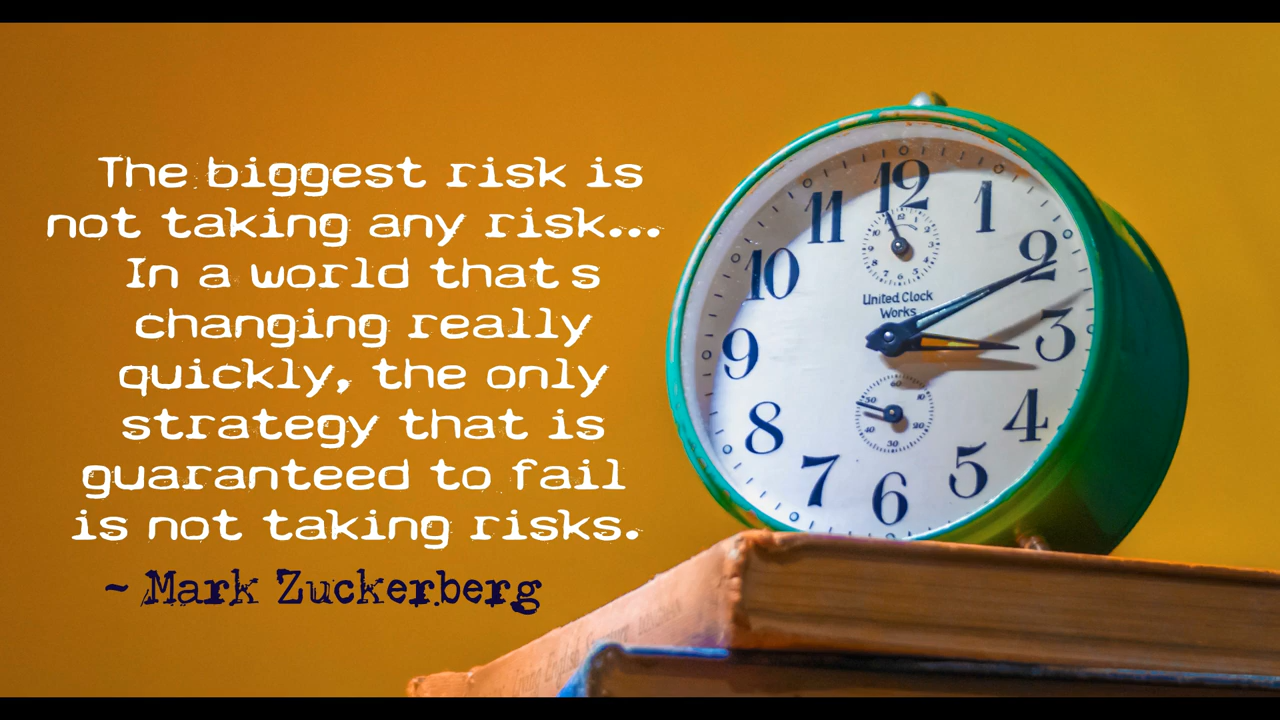 The biggest risk is
not taking any risk...
In a world that s
changing really
quickly, the only
strategy that is
guaranteed to fail
is not taking risks.
~ Mark Zuckerberg
12
1
2
3
4
5
6
7
8
9
10
11
United Clock
Works